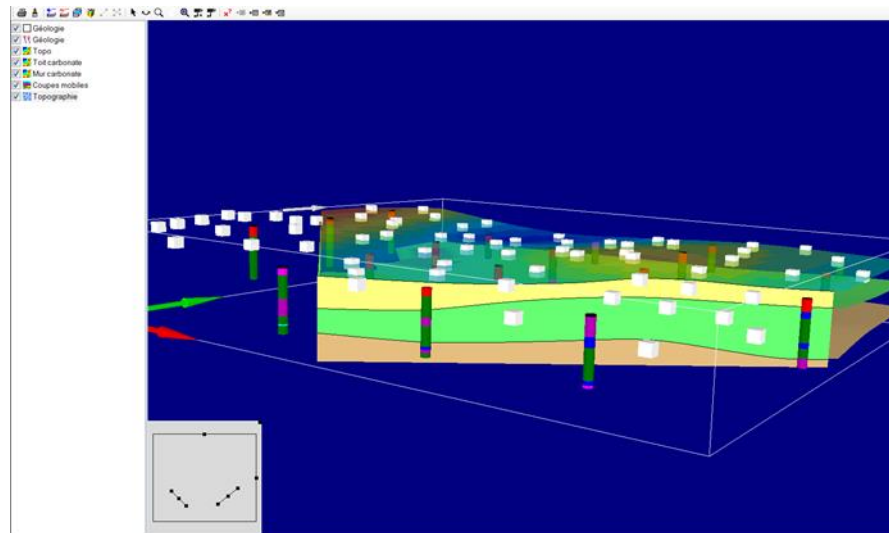 Géologie
Géologie
Topo
Toit carbonate
Mur carbonate
Coupes mobiles
Topographie